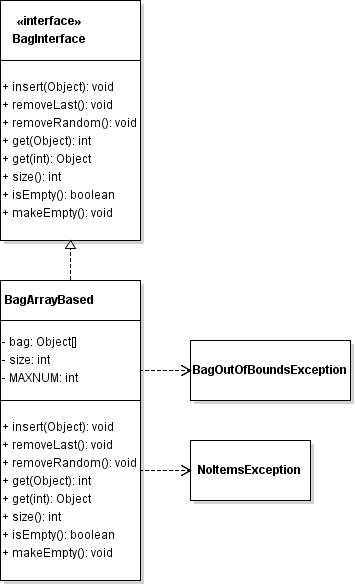 «interface»
BagInterface
+ insert(Object): void
+ removeLast(): void
+ removeRandom(): void
+ get(Object): int
+ get(int): Object
+ size(): int
+ isEmpty(): boolean
+ makeEmpty(): void
BagArrayBased
- bag: Object[]
- size: int
- MAXNUM: int
+ insert(Object): void
+ removeLast(): void
+ removeRandom(): void
+ get(Object): int
+ get(int): Object
+ size(): int
+ isEmpty(): boolean
+ makeEmpty(): void
BagOutOfBoundsException
NoItemsException